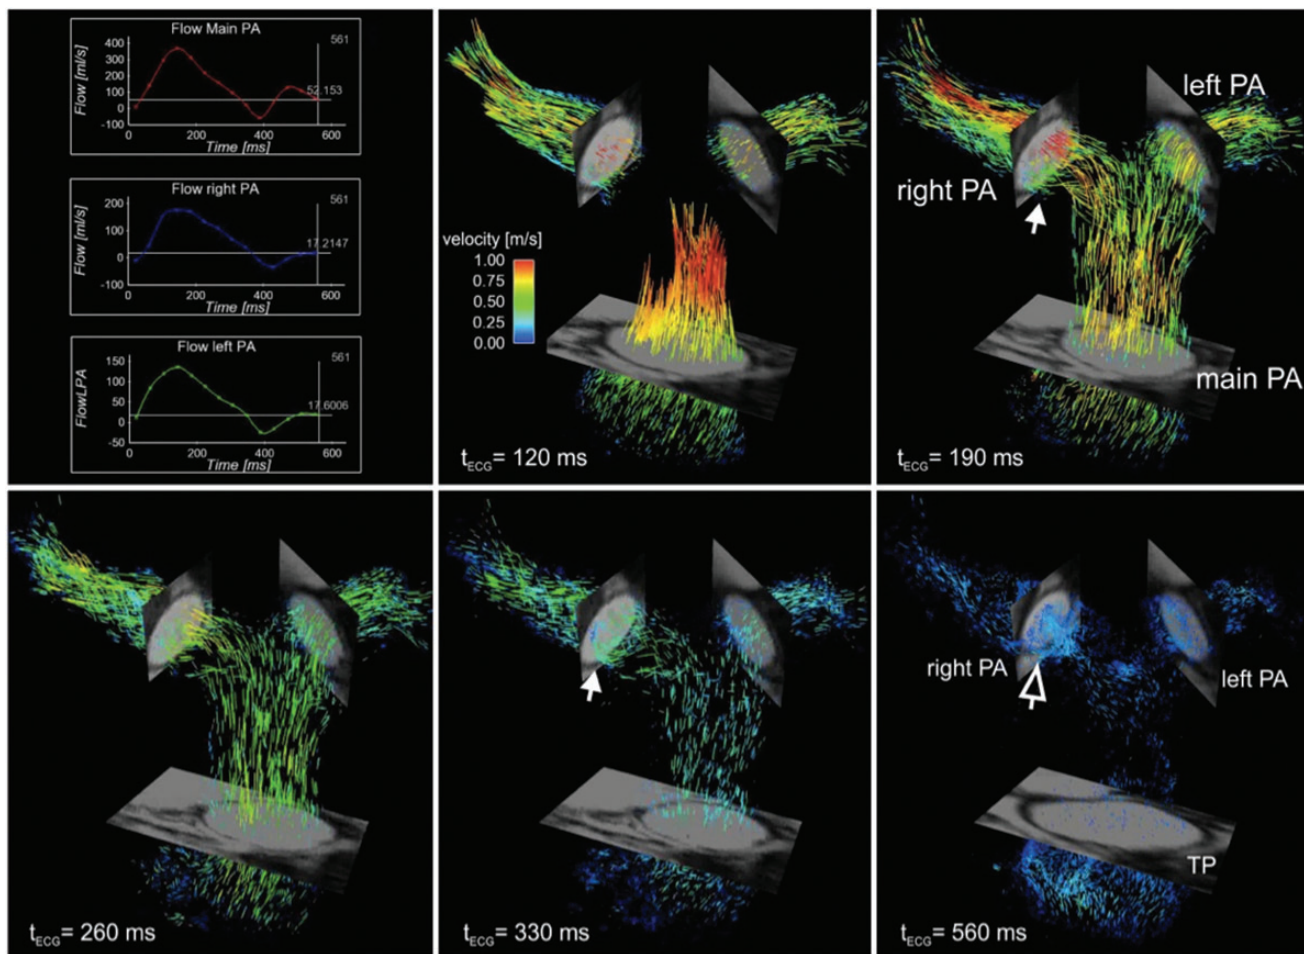 Flow Main PA
561
400
300
200
100
0
-100
Flow [ml/s]
52.153
0
200
400
600
Time [ms]
Flow right PA
561
200
100
0
-100
Flow [ml/s]
17.2147
0
200
400
600
Time [ms]
Flow left PA
561
150
100
50
0
-50
FlowLPA
17.6006
0
200
400
600
Time [ms]
velocity [m/s]
1.00
0.75
0.50
0.25
0.00
tECG= 120 ms
left PA
right PA
main PA
tECG= 190 ms
tECG= 260 ms
tECG= 330 ms
right PA
left PA
TP
tECG= 560 ms